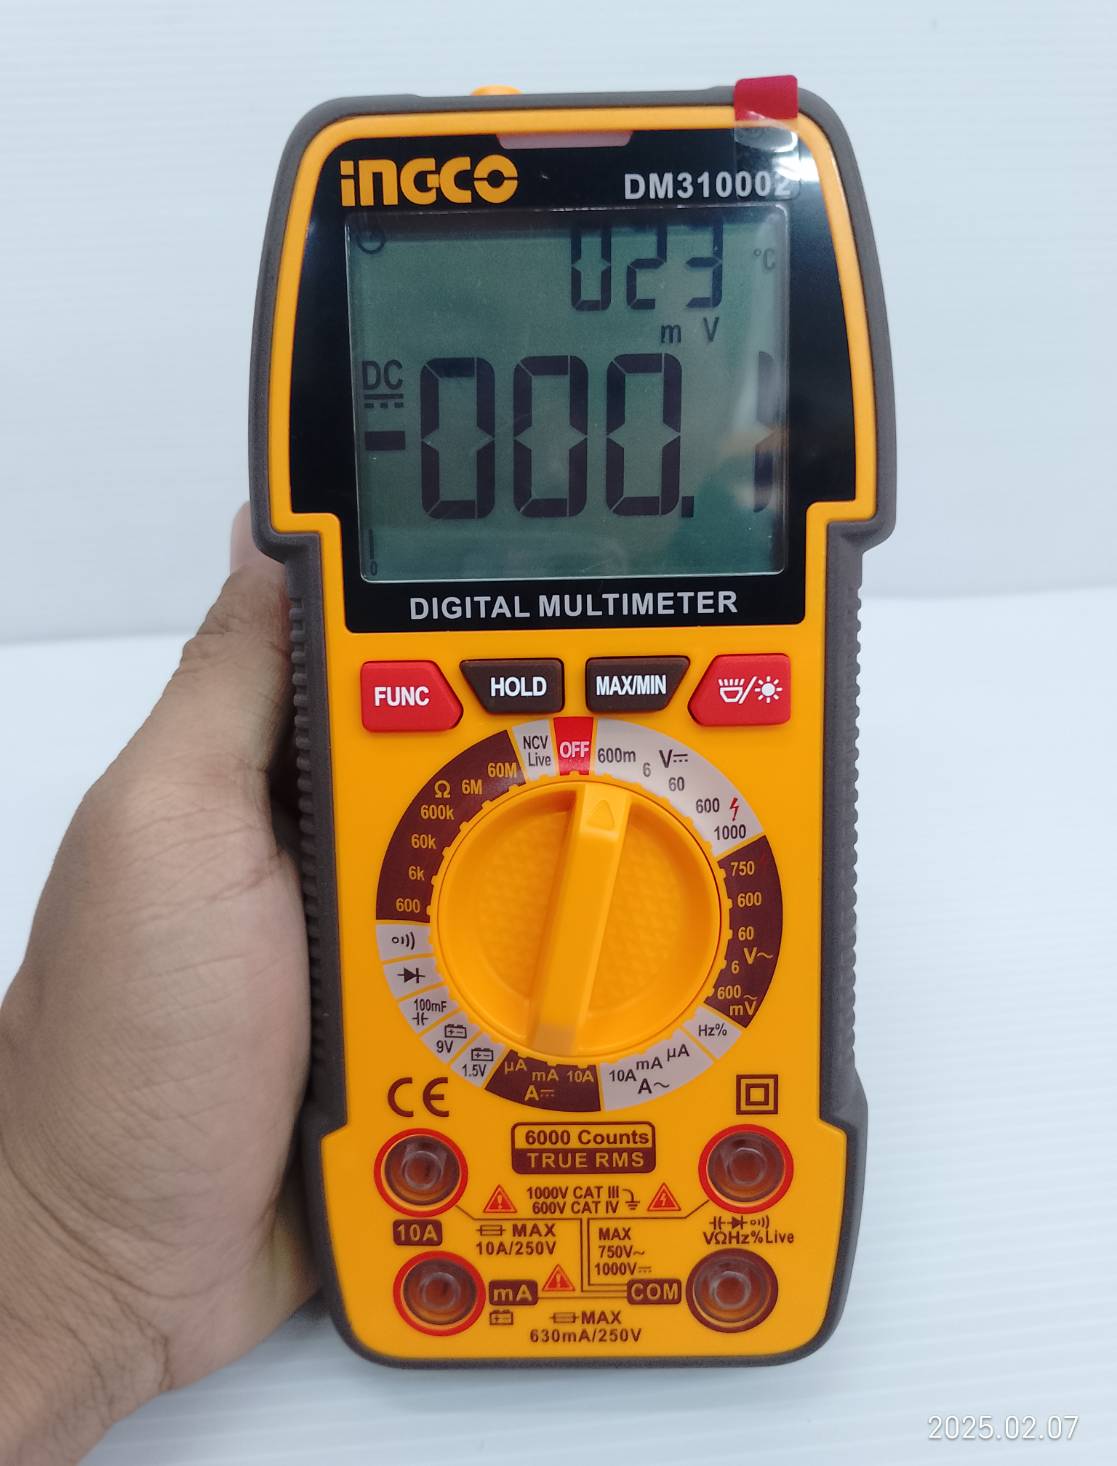 INGCO
DM310002
023 °C
m V
DC
-000.1
0
DIGITAL MULTIMETER
FUNC
HOLD
MAX/MIN
NCV
Live
OFF
600m
V
6
60
600
1000
750
600
60
V~
6
600~
mV
Hz%
µA
mA
10A
A~
10A
mA
µA
A
1.5V
9V
100mF
600
6k
60k
600k
Ω
6M
60M
CE
6000 Counts
TRUE RMS
1000V CAT III
600V CAT IV
10A
MAX
10A/250V
MAX
750V~
1000V
VΩHz%Live
mA
COM
MAX
630mA/250V
2025.02.07